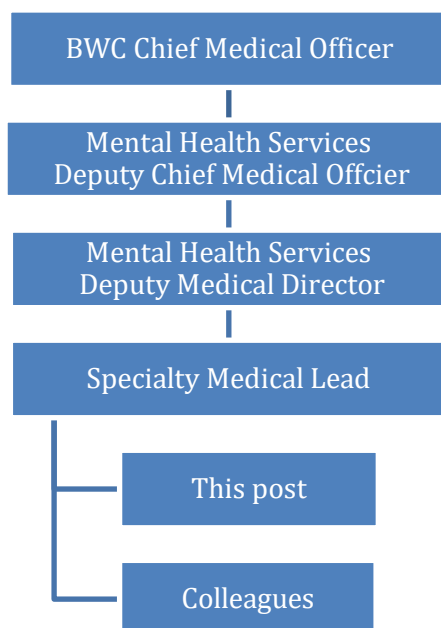 BWC Chief Medical Officer
Mental Health Services
Deputy Chief Medical Offcier
Mental Health Services
Deputy Medical Director
Specialty Medical Lead
This post
Colleagues